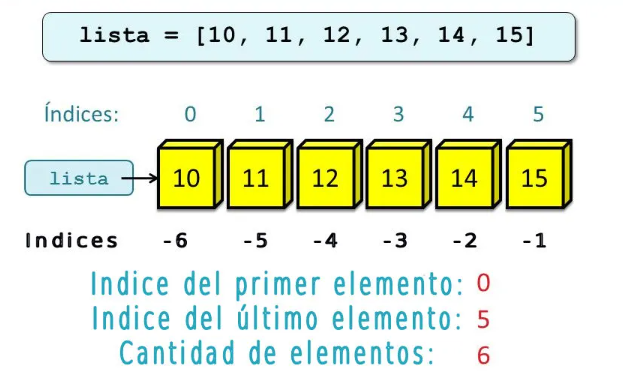 lista = [10, 11, 12, 13, 14, 15]
Índices: 0 1 2 3 4 5
lista 10 11 12 13 14 15
Indices -6 -5 -4 -3 -2 -1
Indice del primer elemento: 0
Indice del último elemento: 5
Cantidad de elementos: 6